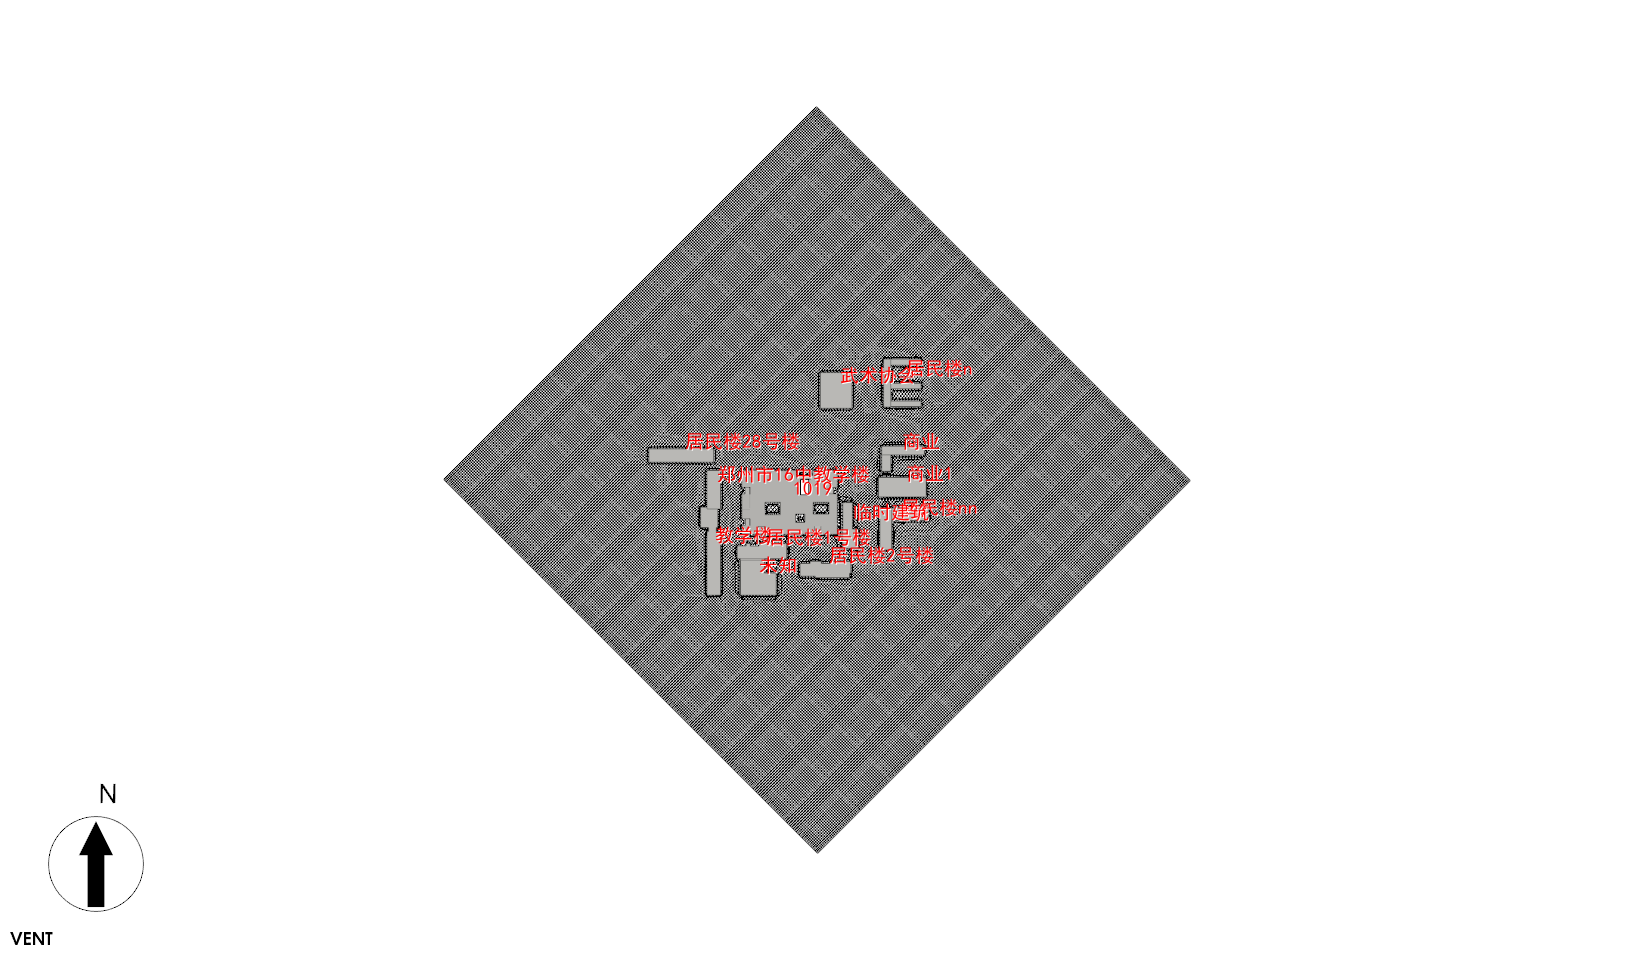 武术协会
居民楼n
居民楼28号楼
商业
郑州市16中教学楼
商业1
1019
临时建筑
居民楼nn
教学楼
居民楼1号楼
居民楼2号楼
未知
N
VENT